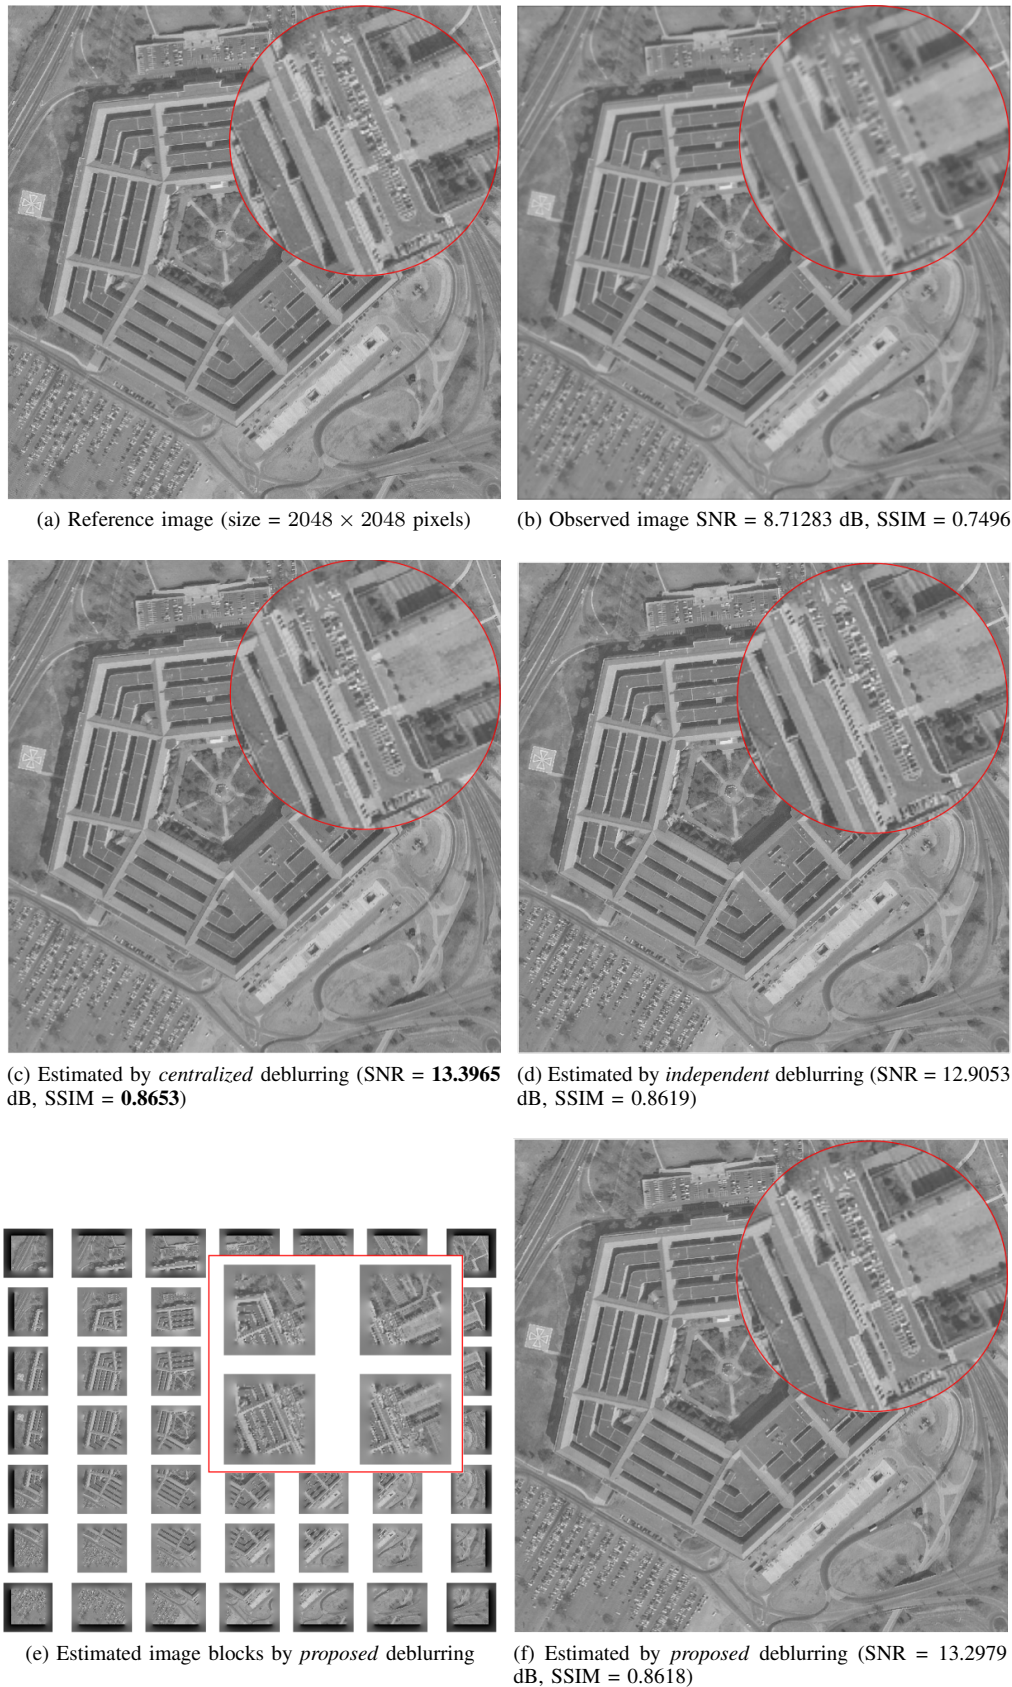 (a) Reference image (size = 2048 × 2048 pixels)
(b) Observed image SNR = 8.71283 dB, SSIM = 0.7496
(c) Estimated by centralized deblurring (SNR = 13.3965
dB, SSIM = 0.8653)
(d) Estimated by independent deblurring (SNR = 12.9053
dB, SSIM = 0.8619)
(e) Estimated image blocks by proposed deblurring
(f) Estimated by proposed deblurring (SNR = 13.2979
dB, SSIM = 0.8618)